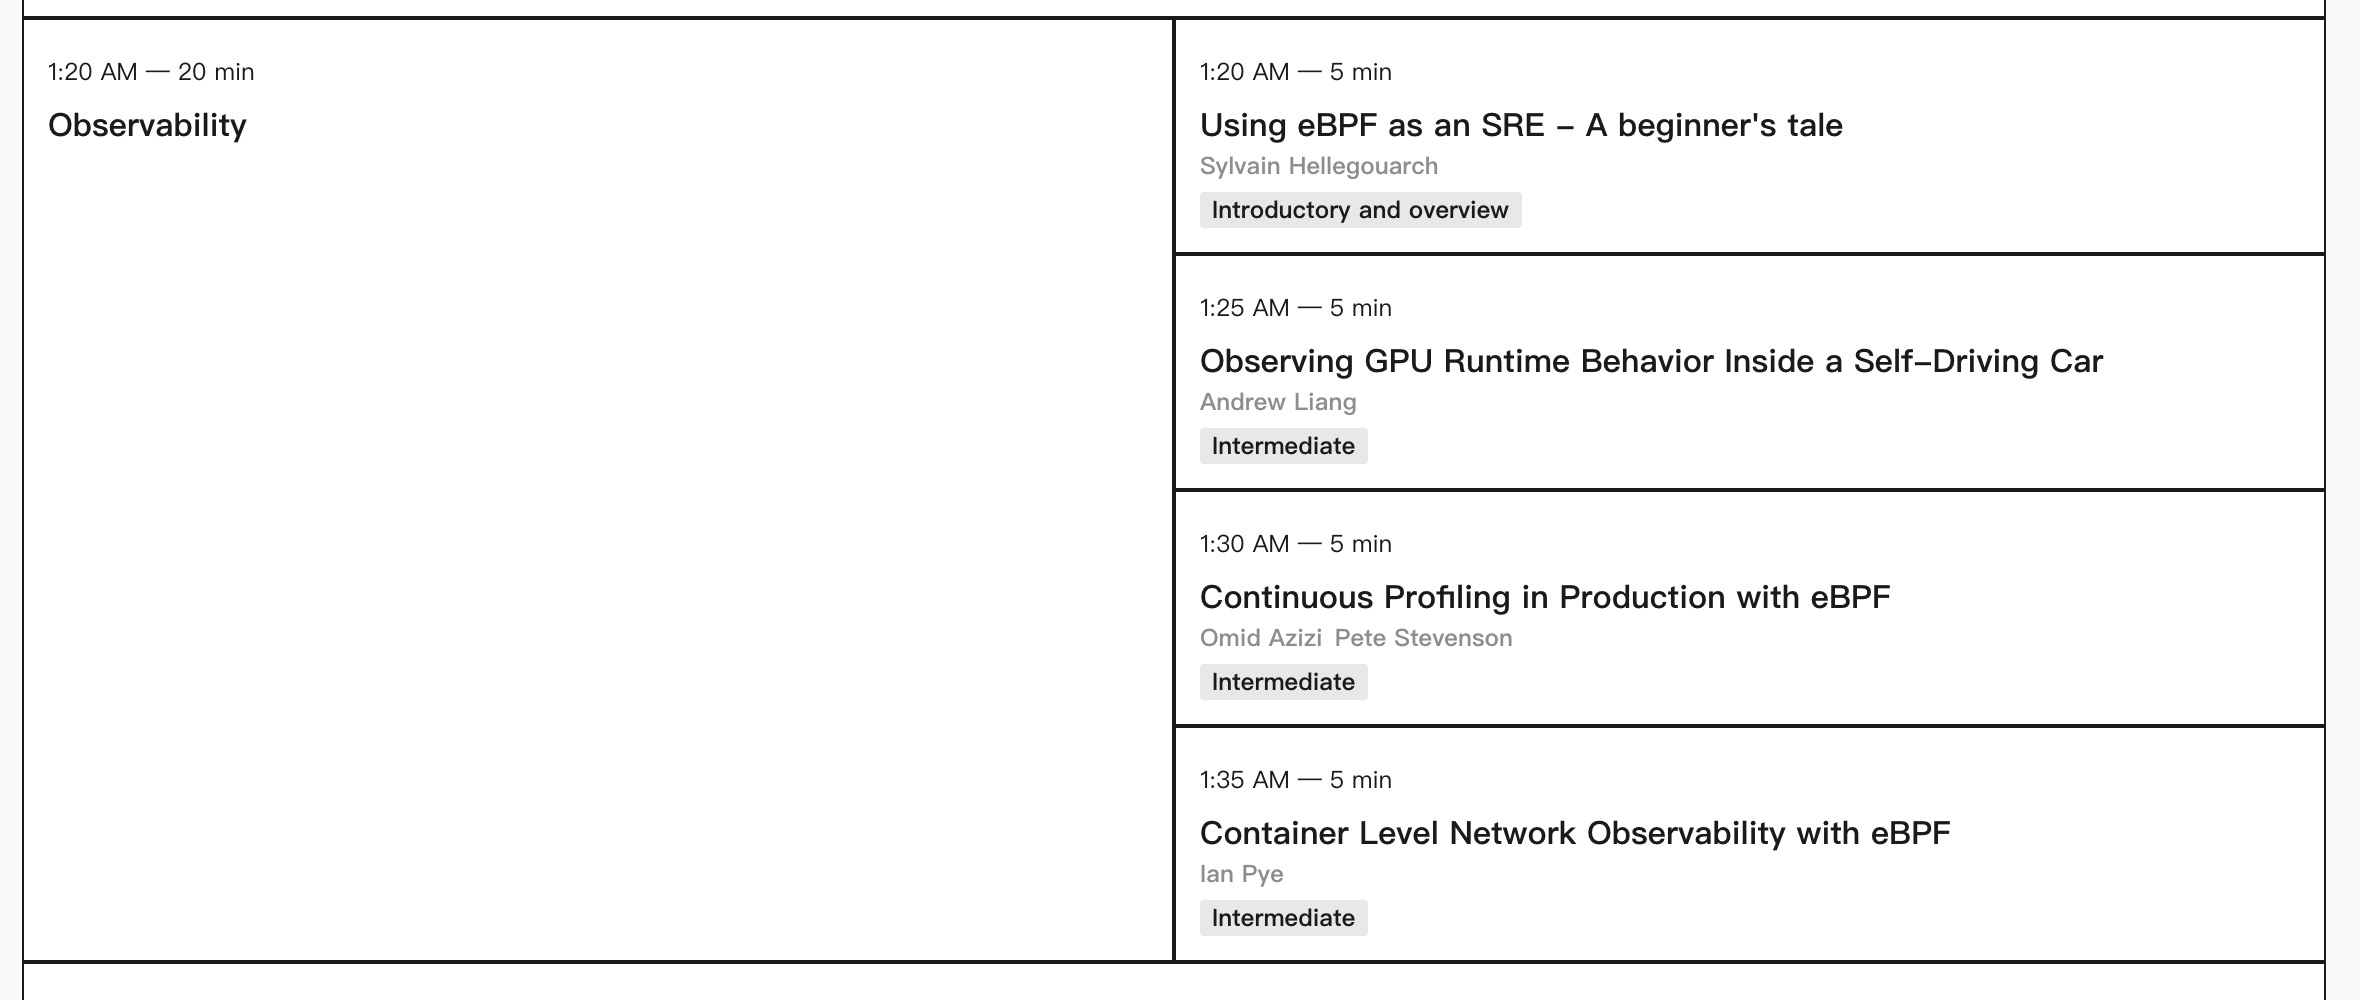 1:20 AM — 20 min
Observability
1:20 AM — 5 min
Using eBPF as an SRE – A beginner's tale
Sylvain Hellegouarch
Introductory and overview
1:25 AM — 5 min
Observing GPU Runtime Behavior Inside a Self–Driving Car
Andrew Liang
Intermediate
1:30 AM — 5 min
Continuous Profiling in Production with eBPF
Omid Azizi Pete Stevenson
Intermediate
1:35 AM — 5 min
Container Level Network Observability with eBPF
Ian Pye
Intermediate